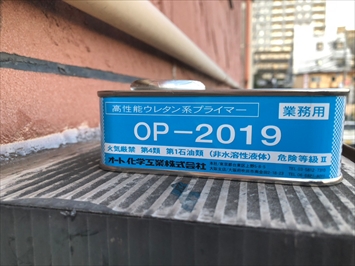 高性能ウレタン系プライマー
業務用
OP-2019
火気厳禁 第4類 第1石油類 (非水溶性液体) 危険等級Ⅱ
オート化学工業株式会社